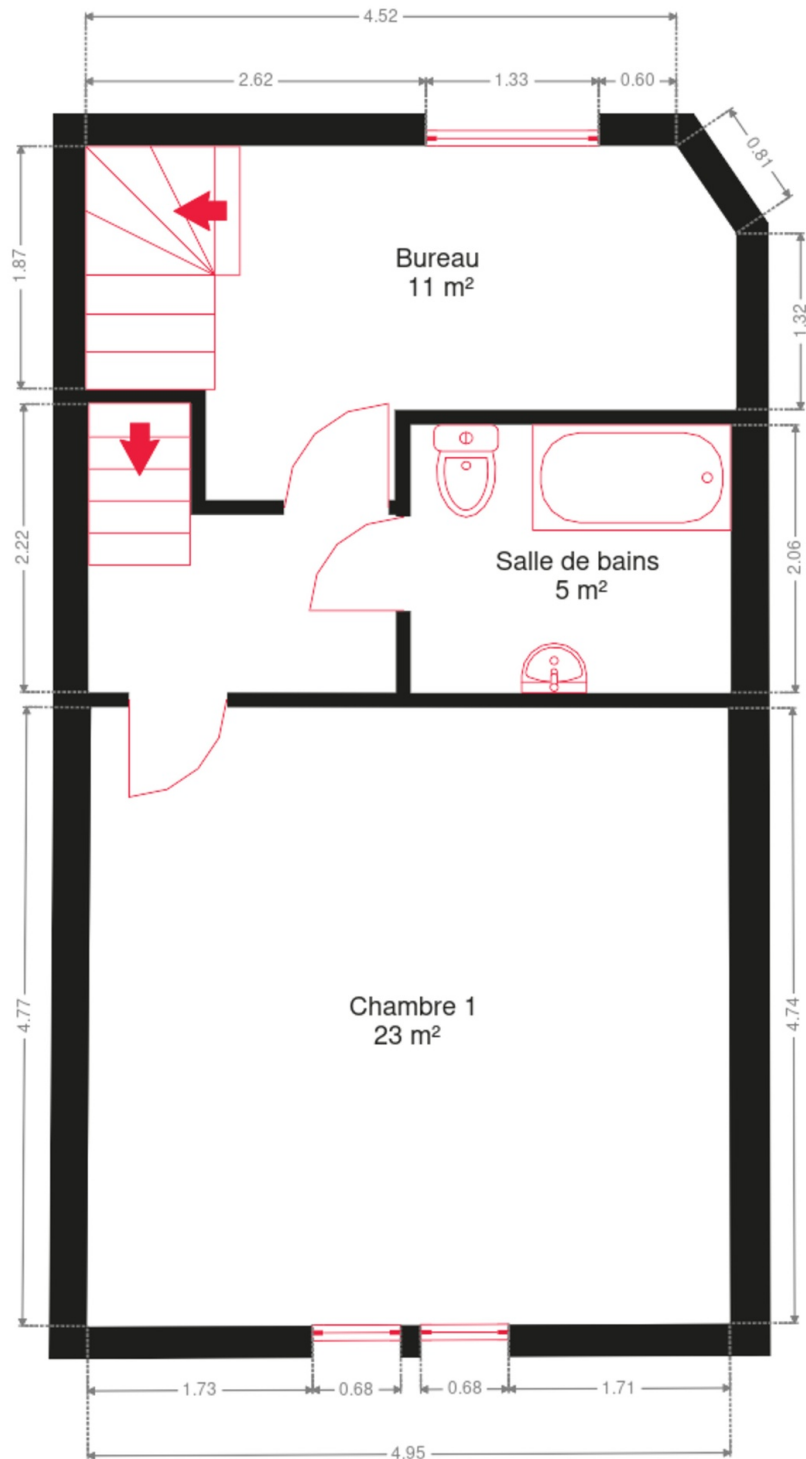 4.52
2.62
1.33
0.60
0.81
1.87
Bureau
11 m²
1.32
2.22
Salle de bains
5 m²
2.06
4.77
Chambre 1
23 m²
4.74
1.73
0.68
0.68
1.71
4.95